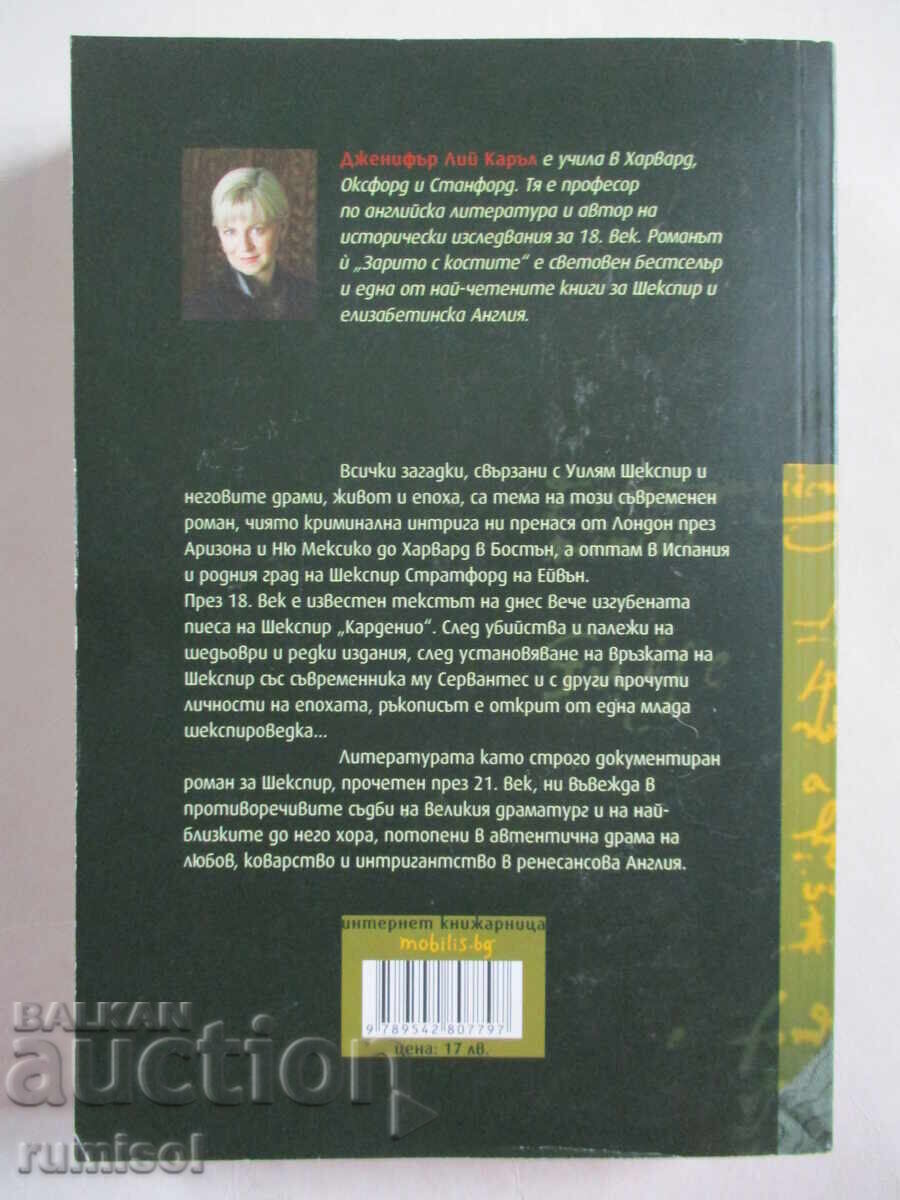 Дженифър Лий Каръл е учила в Харвард,
Оксфорд и Станфорд. Тя е професор
по английска литература и автор на
исторически изследвания за 18. век. Романът
ѝ „Зарито с костите“ е световен бестселър
и една от най-четените книги за Шекспир и
елизабетинска Англия.
Всички загадки, свързани с Уилям Шекспир и
неговите драми, живот и епоха, са тема на този съвременен
роман, чиято криминална интрига ни пренася от Лондон през
Аризона и Ню Мексико до Харвард в Бостън, а оттам в Испания
и родния град на Шекспир Стратфорд на Ейвън.
През 18. век е известен текстът на днес вече изгубената
пиеса на Шекспир „Карденио“. След убийства и палежи на
шедьоври и редки издания, след установяване на връзката на
Шекспир със съвременника му Сервантес и с други прочути
личности на епохата, ръкописът е открит от една млада
шекспироведка...
Литературата като строго документиран
роман за Шекспир, прочетен през 21. век, ни въвежда в
противоречивите съдби на великия драматург и на най-
близките до него хора, потопени в автентична драма на
любов, коварство и интригантство в ренесансова Англия.
интернет книжарница
mobilis.bg
9 789542 807797
цена: 17 лв.
BALKAN
auction
rumisol